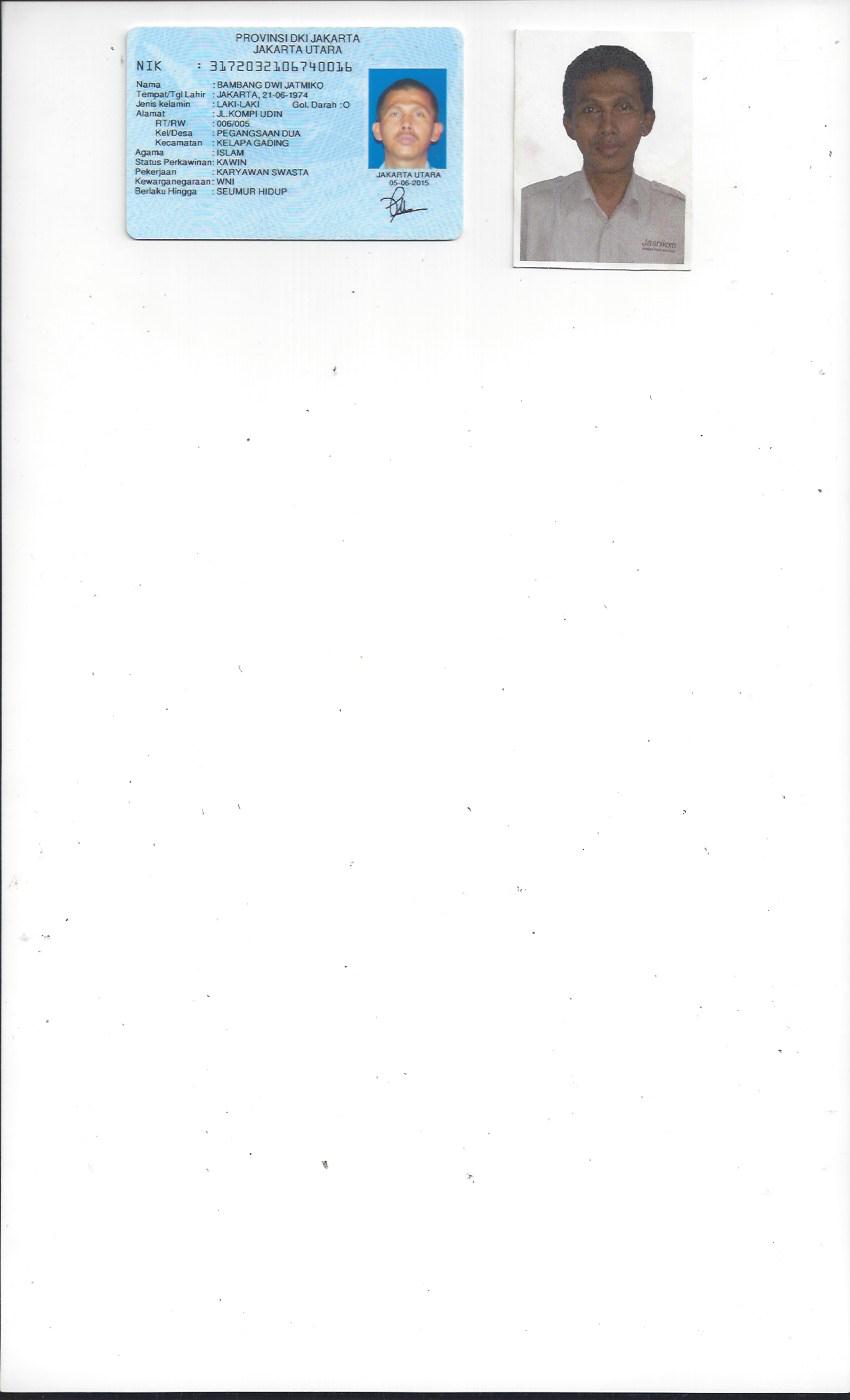 PROVINSI DKI JAKARTA
JAKARTA UTARA
NIK : 3172032106740016
Nama : BAMBANG DWI JATMIKO
Tempat/Tgl Lahir : JAKARTA, 21-06-1974
Jenis kelamin : LAKI-LAKI Gol. Darah : O
Alamat : JL.KOMPI UDIN
RT/RW : 006/005
Kel/Desa : PEGANGSAAN DUA
Kecamatan : KELAPA GADING
Agama : ISLAM
Status Perkawinan: KAWIN
Pekerjaan : KARYAWAN SWASTA
Kewarganegaraan: WNI
Berlaku Hingga : SEUMUR HIDUP
JAKARTA UTARA
05-06-2015